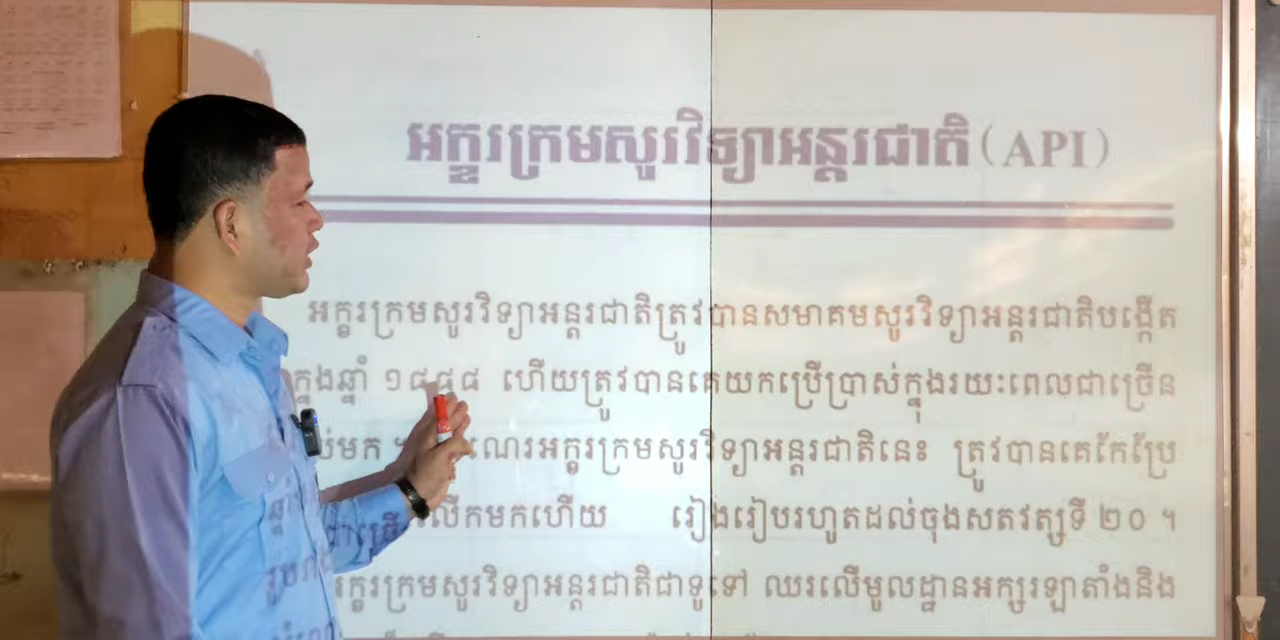 អក្ខរក្រមសូរវិទ្យាអន្តរជាតិ (API)
អក្ខរក្រមសូរវិទ្យាអន្តរជាតិត្រូវបានសមាគមសូរវិទ្យាអន្តរជាតិបង្កើត
ក្នុងឆ្នាំ ១៨៨៨ ហើយត្រូវបានគេយកប្រើប្រាស់ក្នុងរយៈពេលជាច្រើន
មក ។ អក្ខរក្រមសូរវិទ្យាអន្តរជាតិនេះ ត្រូវបានគេកែប្រែ
លើកមកហើយ រៀងរៀបរហូតដល់ចុងសតវត្សទី ២០ ។
អក្ខរក្រមសូរវិទ្យាអន្តរជាតិជាទូទៅ ឈរលើមូលដ្ឋានអក្សរឡាតាំងនិង